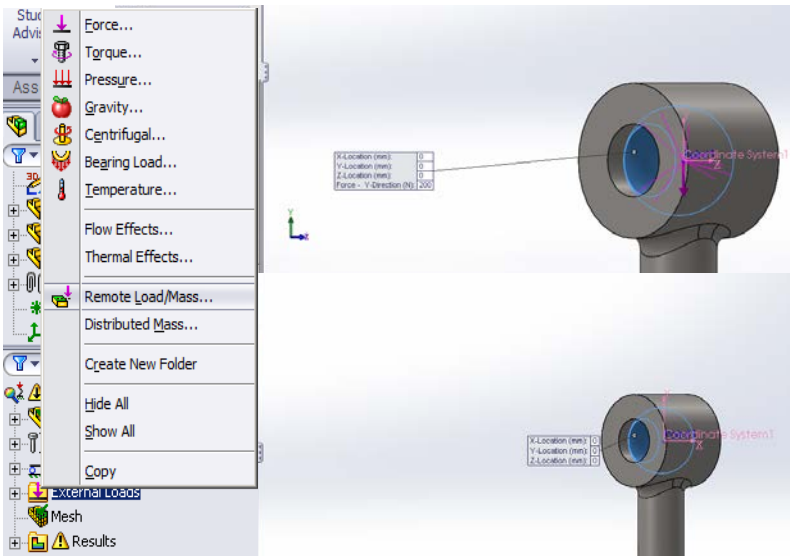 Stu
Advis
Ass
Force...
Torque...
Pressure...
Gravity...
Centrifugal...
Bearing Load...
Temperature...
Flow Effects...
Thermal Effects...
Remote Load/Mass...
Distributed Mass...
Create New Folder
Hide All
Show All
Copy
External Loads
Mesh
Results
X-Location (mm): 0
Y-Location (mm): 0
Z-Location (mm): 0
Force - Y-Direction (N): 200
Coordinate System1
Y
Z
Y
Z
X-Location (mm): 0
Y-Location (mm): 0
Z-Location (mm): 0
Coordinate System1
X